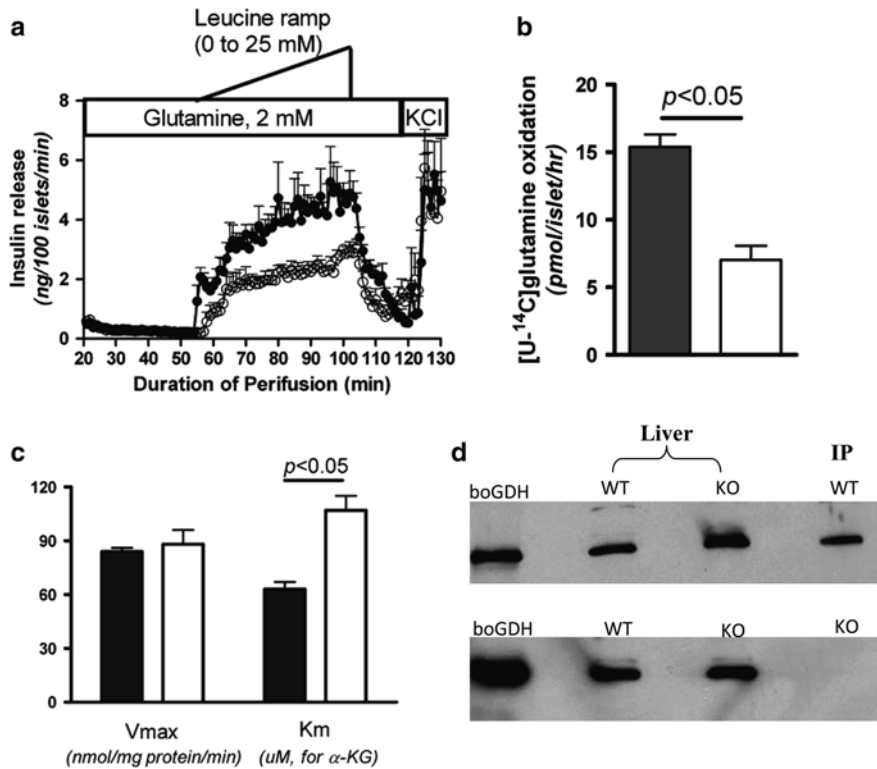 a
Leucine ramp
(0 to 25 mM)
Glutamine, 2 mM
KCl
Insulin release
(ng/100 islets/min)
8
6
4
2
0
20 30 40 50 60 70 80 90 100 110 120 130
Duration of Perifusion (min)
b
[U-¹⁴C]glutamine oxidation
(pmol/islet/hr)
20
15
10
5
0
p<0.05
c
120
90
60
30
0
p<0.05
Vmax
(nmol/mg protein/min)
Km
(uM, for α-KG)
d
Liver
IP
boGDH WT KO WT
boGDH WT KO KO